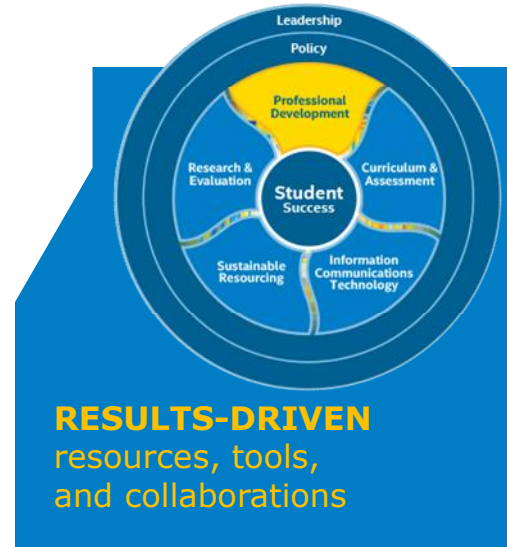 Leadership
Policy
Professional
Development
Research &
Evaluation
Curriculum &
Assessment
Student
Success
Sustainable
Resourcing
Information
Communications
Technology
RESULTS-DRIVEN
resources, tools,
and collaborations